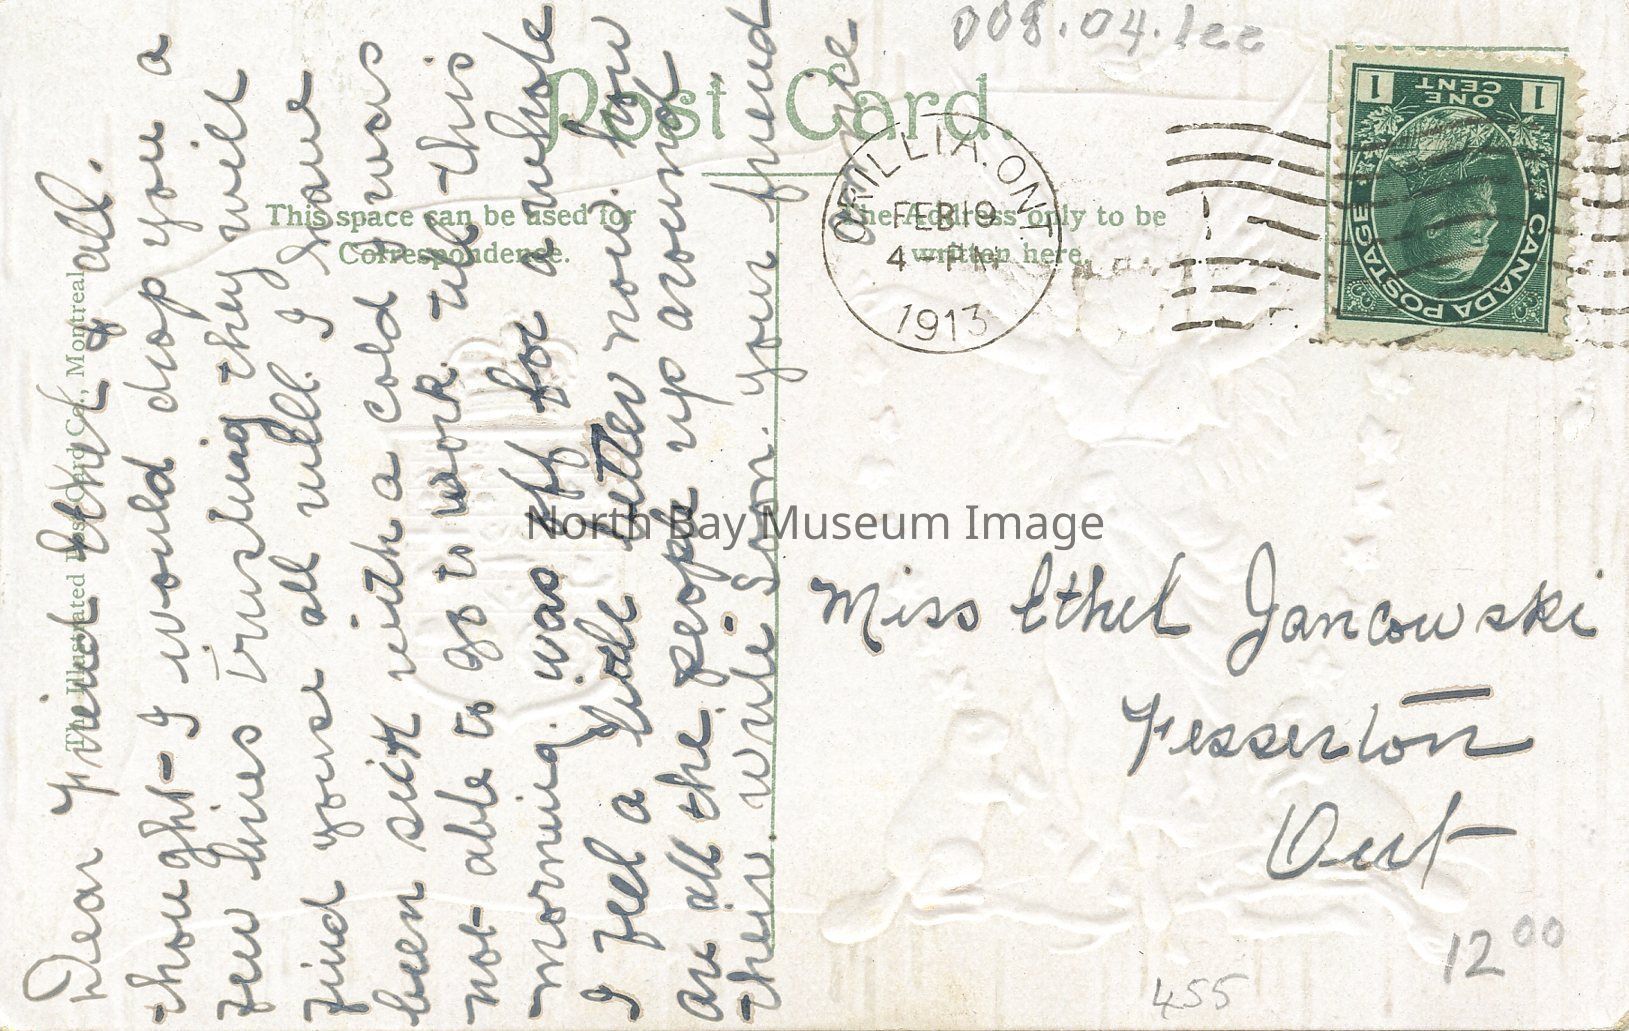 008.04.122
Post Card.
This space can be used for
Correspondence.
The Address only to be
written here.
The Illustrated Post Card Co., Montreal
ORILLIA. ONT
FEB 19
4 - PM
1913
CANADA POSTAGE
ONE CENT
1 1
Dear Friend Ethel & all.
thought I would drop you a
few lines trusting they will
find youse all well. I have
been sick with a cold I was
not able to go to work till this
morning. was off for a whole
I feel a little better now. how
are all the people up around
their write Soon. your friend
North Bay Museum Image
Miss Ethel Jancowski
Fesserton
Ont
12 00
455